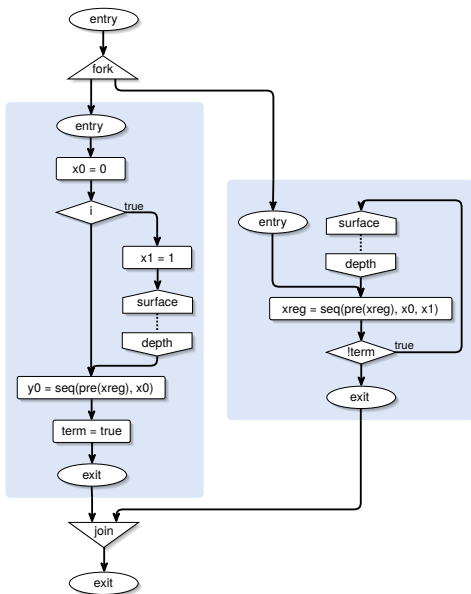 entry
fork
entry
x0 = 0
i
true
x1 = 1
surface
depth
y0 = seq(pre(xreg), x0)
term = true
exit
entry
surface
depth
xreg = seq(pre(xreg), x0, x1)
!term
true
exit
join
exit